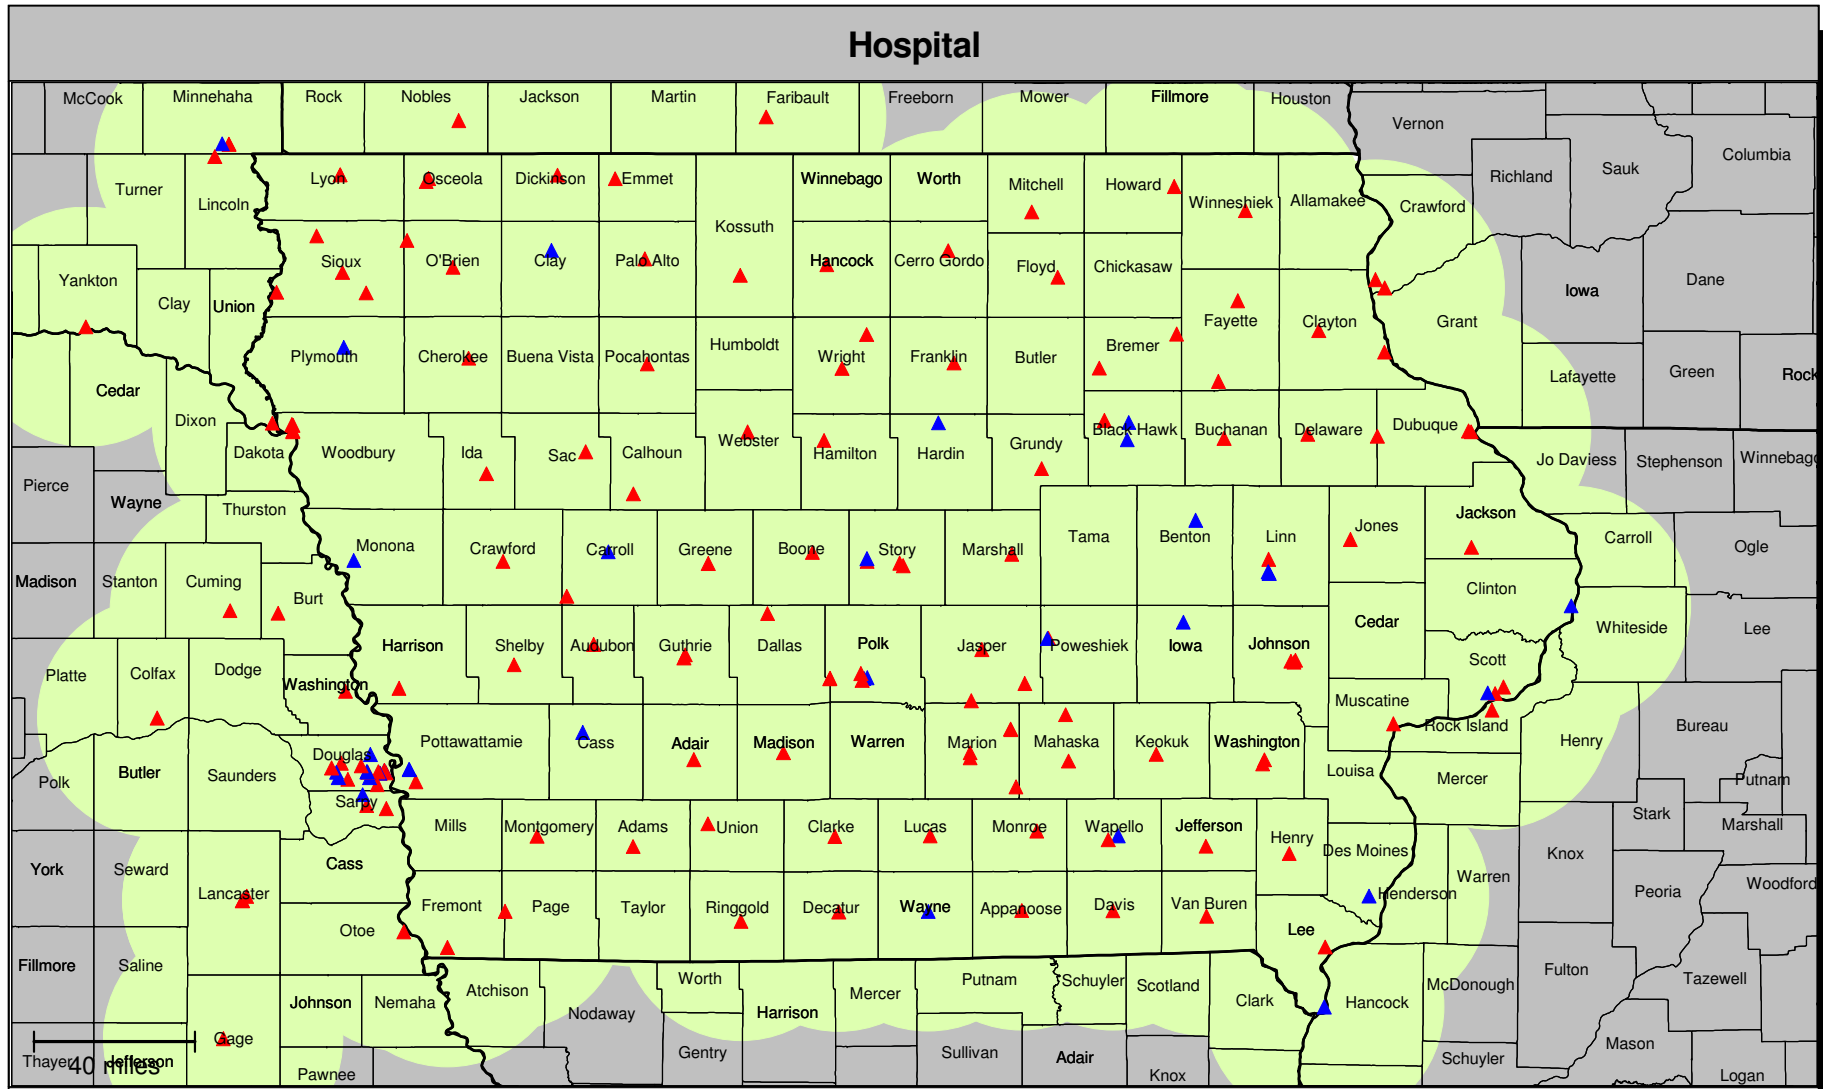 Hospital
McCook Minnehaha Rock Nobles Jackson Martin Faribault Freeborn Mower Fillmore Houston
Vernon
Columbia
Sauk
Richland
Turner Lyon Osceola Dickinson Emmet Winnebago Worth Mitchell Howard
Lincoln Winneshiek Allamakee Crawford
Kossuth
Yankton Sioux O'Brien Clay Palo Alto Hancock Cerro Gordo Floyd Chickasaw Dane
Clay Union Iowa
Fayette Clayton Grant
Plymouth Cherokee Buena Vista Pocahontas Humboldt Wright Franklin Butler Bremer
Cedar Lafayette Green Rock
Dixon Black Hawk Buchanan Delaware Dubuque
Dakota Woodbury Ida Sac Calhoun Webster Hamilton Hardin Grundy Jo Daviess Stephenson Winnebago
Pierce
Wayne
Thurston Jackson
Monona Crawford Carroll Greene Boone Story Marshall Tama Benton Linn Jones Carroll Ogle
Madison Stanton Cuming Burt Clinton
Harrison Shelby Audubon Guthrie Dallas Polk Jasper Poweshiek Iowa Johnson Cedar Whiteside Lee
Platte Colfax Dodge Scott
Washington Muscatine
Rock Island Bureau
Pottawattamie Cass Adair Madison Warren Marion Mahaska Keokuk Washington Henry
Polk Butler Saunders Douglas Louisa Mercer Putnam
Sarpy
Mills Montgomery Adams Union Clarke Lucas Monroe Wapello Jefferson Henry Stark Marshall
York Seward Cass Des Moines Knox
Lancaster Warren Peoria Woodford
Fremont Page Taylor Ringgold Decatur Wayne Appanoose Davis Van Buren Henderson
Otoe Lee
Fillmore Saline Fulton Tazewell
Johnson Nemaha Atchison Nodaway Worth Harrison Mercer Putnam Schuyler Scotland Clark Hancock McDonough
Gage
Thayer Jefferson Gentry Sullivan Adair Schuyler Mason
40 miles
Pawnee Knox Logan